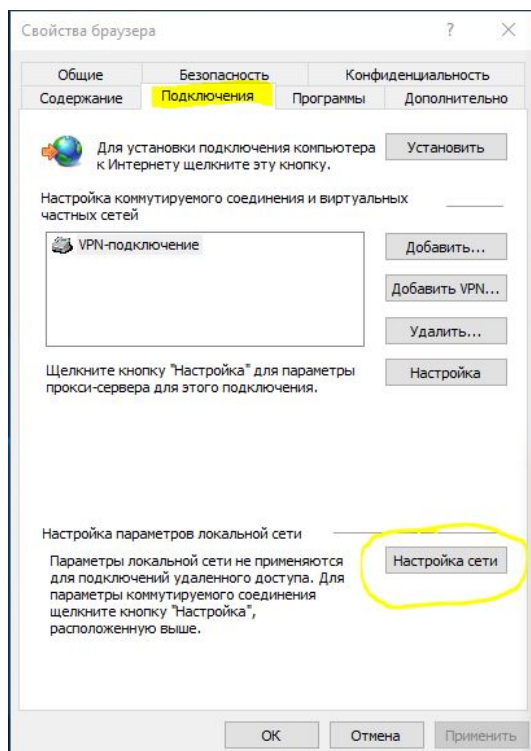 Свойства браузера ?
Общие Безопасность Конфиденциальность
Содержание Подключения Программы Дополнительно
Для установки подключения компьютера
к Интернету щелкните эту кнопку.
Установить
Настройка коммутируемого соединения и виртуальных
частных сетей
VPN-подключение
Добавить...
Добавить VPN...
Удалить...
Щелкните кнопку "Настройка" для параметры
прокси-сервера для этого подключения.
Настройка
Настройка параметров локальной сети
Параметры локальной сети не применяются
для подключений удаленного доступа. Для
параметры коммутируемого соединения
щелкните кнопку "Настройка",
расположенную выше.
Настройка сети
ОК Отмена Применить